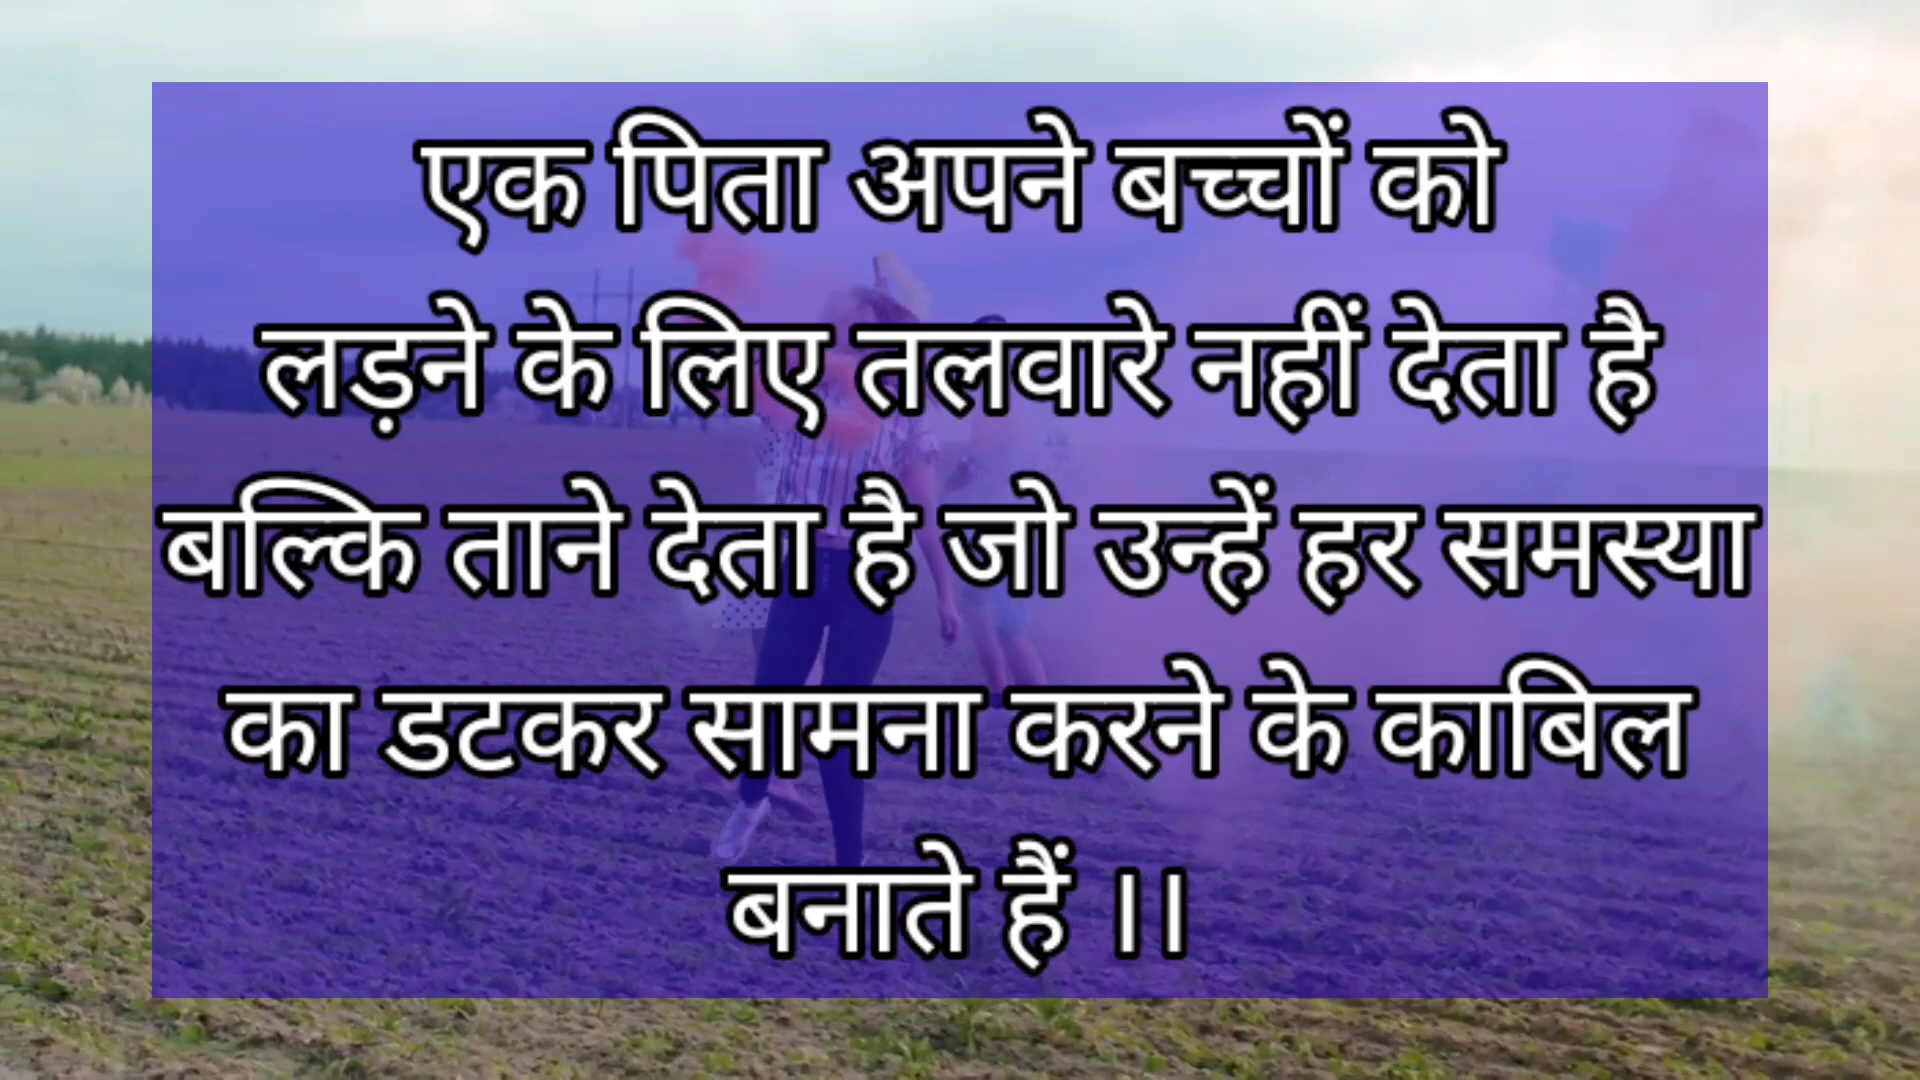 एक पिता अपने बच्चों को
लड़ने के लिए तलवारे नहीं देता है
बल्कि ताने देता है जो उन्हें हर समस्या
का डटकर सामना करने के काबिल
बनाते हैं ।।